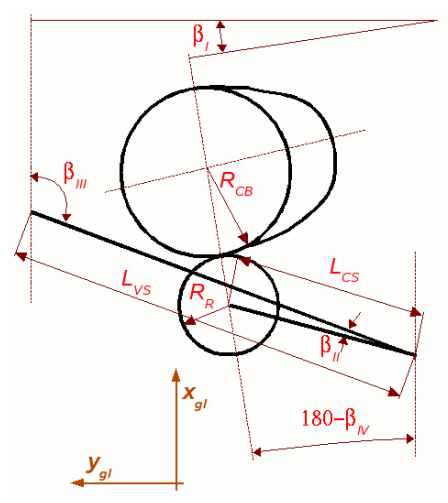 β_I
β_III
R_CB
L_VS
R_R
L_CS
β_II
x_gl
180−β_IV
y_gl